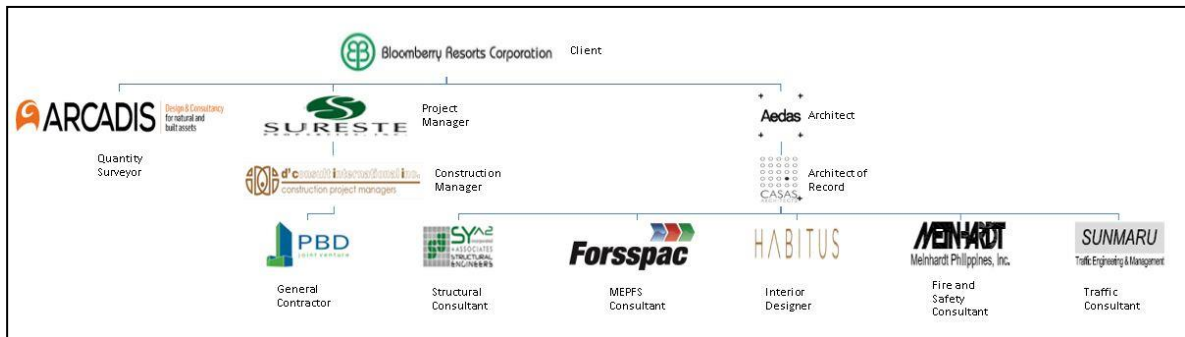 Bloomberry Resorts Corporation
Client
ARCADIS
Design & Consultancy
for natural and
built assets
Quantity
Surveyor
SURESTE
PROPERTIES, INC.
Project
Manager
Aedas
Architect
d'consult international inc.
construction project managers
Construction
Manager
CASAS
ARCHITECTS
Architect of
Record
PBD
joint venture
General
Contractor
SY^2
+ASSOCIATES
STRUCTURAL
ENGINEERS
Structural
Consultant
Forsspac
MEPFS
Consultant
HABITUS
Interior
Designer
MEINHARDT
Meinhardt Philippines, Inc.
Fire and
Safety
Consultant
SUNMARU
Traffic Engineering & Management
Traffic
Consultant